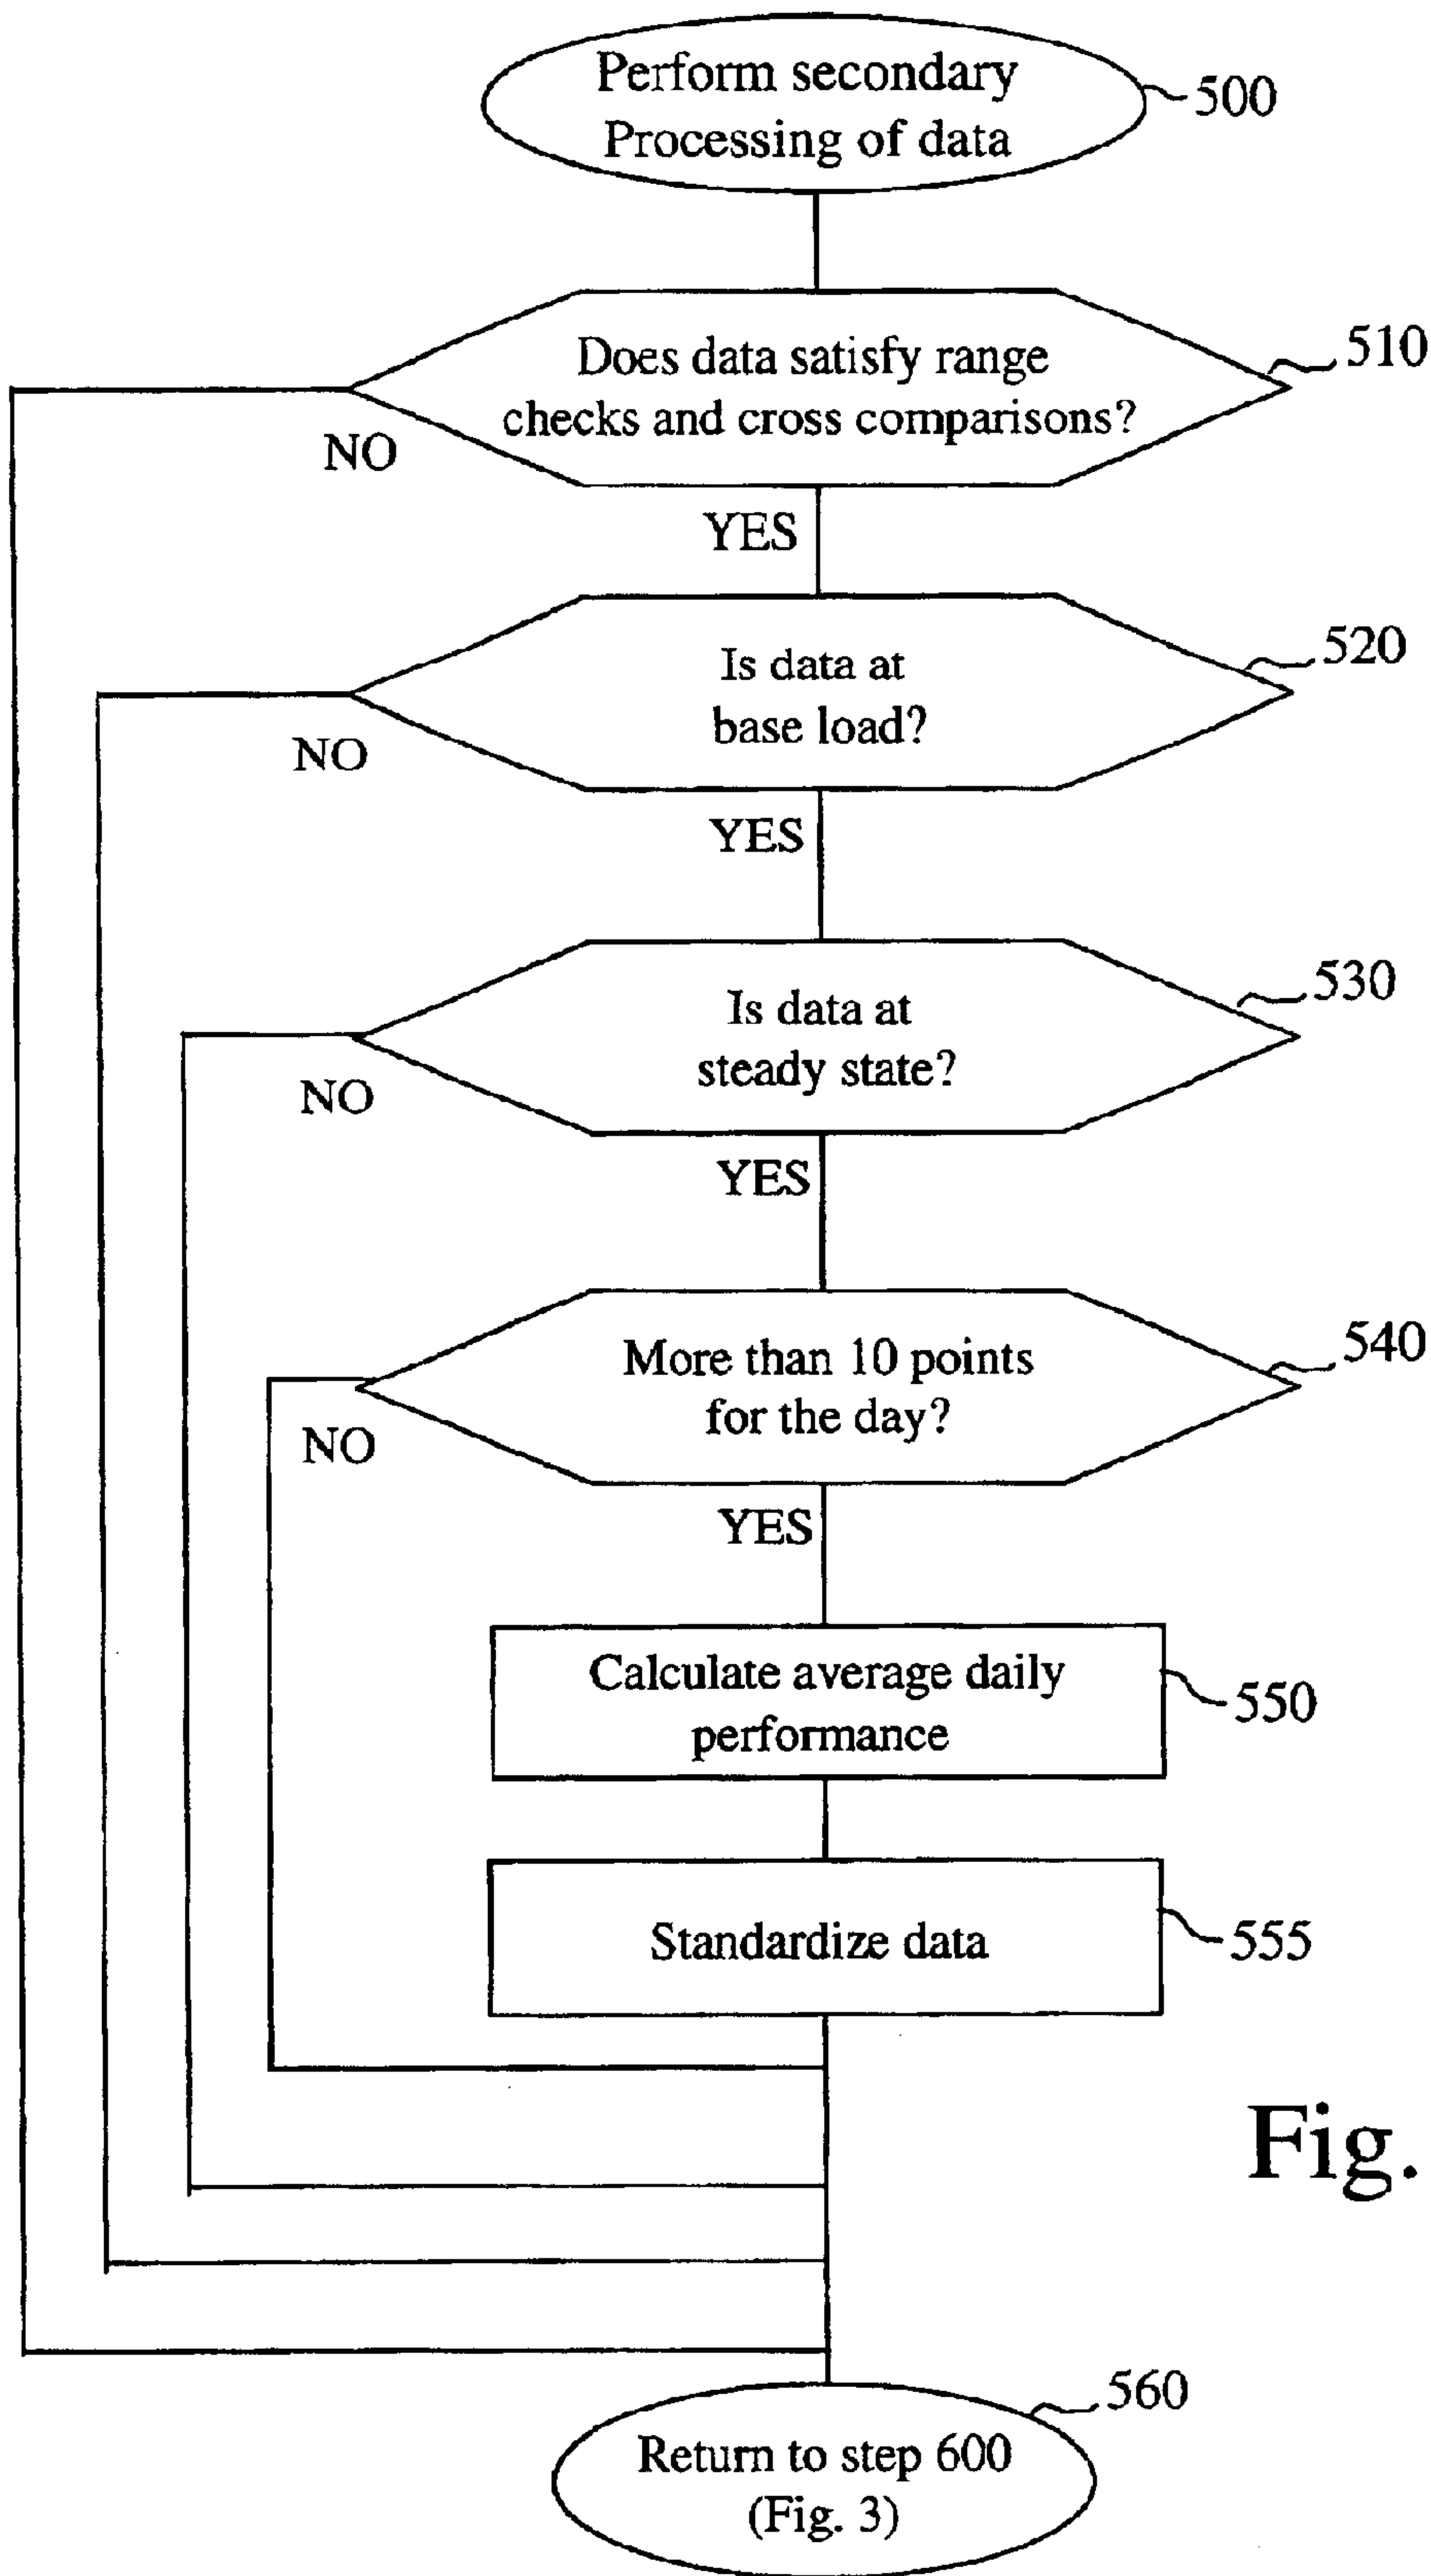 Perform secondary
Processing of data
500
Does data satisfy range
checks and cross comparisons?
510
NO
YES
Is data at
base load?
520
NO
YES
Is data at
steady state?
530
NO
YES
More than 10 points
for the day?
540
NO
YES
Calculate average daily
performance
550
Standardize data
555
Fig.
560
Return to step 600
(Fig. 3)